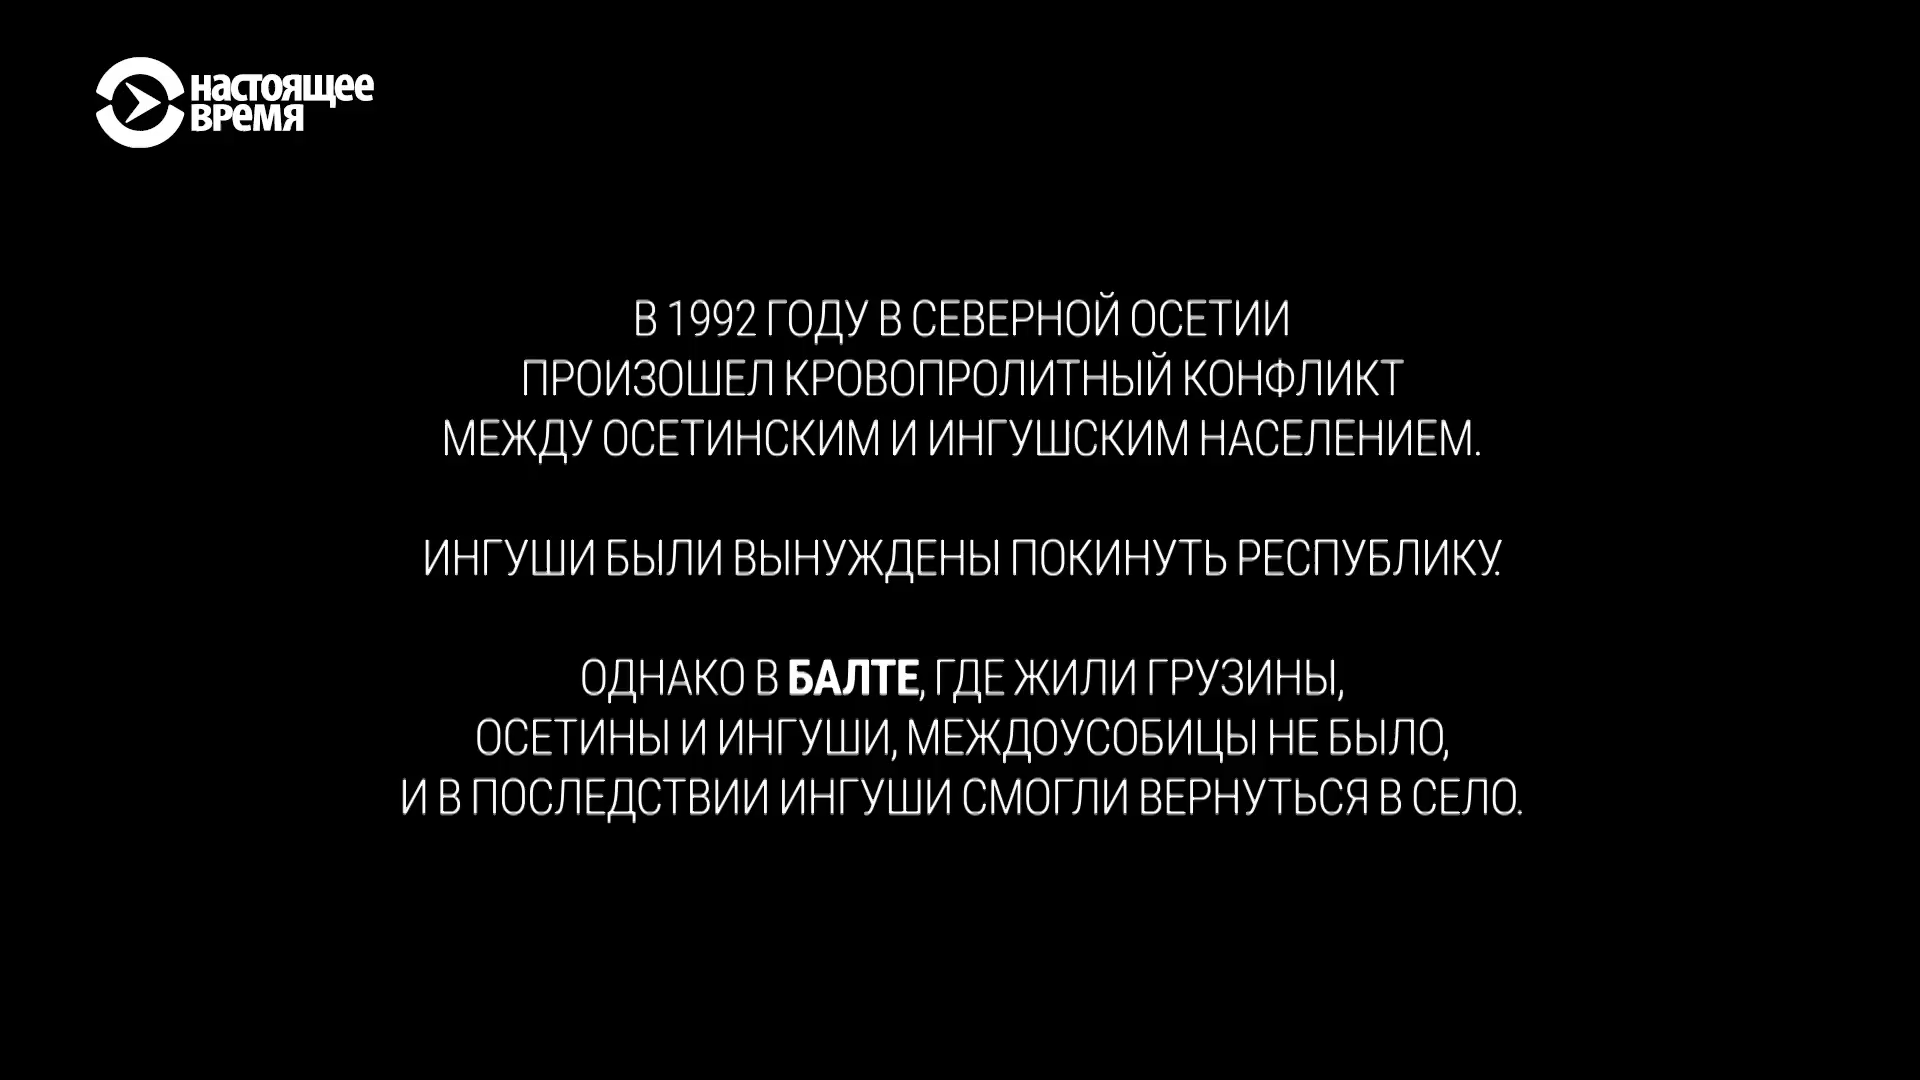 НАСТОЯЩЕЕ
ВРЕМЯ
В 1992 ГОДУ В СЕВЕРНОЙ ОСЕТИИ
ПРОИЗОШЕЛ КРОВОПРОЛИТНЫЙ КОНФЛИКТ
МЕЖДУ ОСЕТИНСКИМ И ИНГУШСКИМ НАСЕЛЕНИЕМ.
ИНГУШИ БЫЛИ ВЫНУЖДЕНЫ ПОКИНУТЬ РЕСПУБЛИКУ.
ОДНАКО В БАЛТЕ, ГДЕ ЖИЛИ ГРУЗИНЫ,
ОСЕТИНЫ И ИНГУШИ, МЕЖДОУСОБИЦЫ НЕ БЫЛО,
И В ПОСЛЕДСТВИИ ИНГУШИ СМОГЛИ ВЕРНУТЬСЯ В СЕЛО.